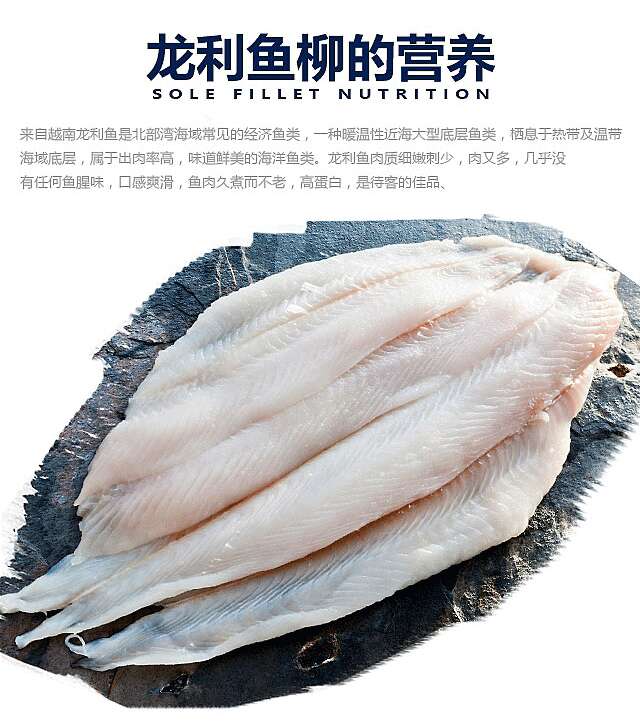 龙利鱼柳的营养
SOLE FILLET NUTRITION
来自越南龙利鱼是北部湾海域常见的经济鱼类，一种暖温性近海大型底层鱼类，栖息于热带及温带
海域底层，属于出肉率高，味道鲜美的海洋鱼类。龙利鱼肉质细嫩刺少，肉又多，几乎没
有任何鱼腥味，口感爽滑，鱼肉久煮而不老，高蛋白，是待客的佳品、